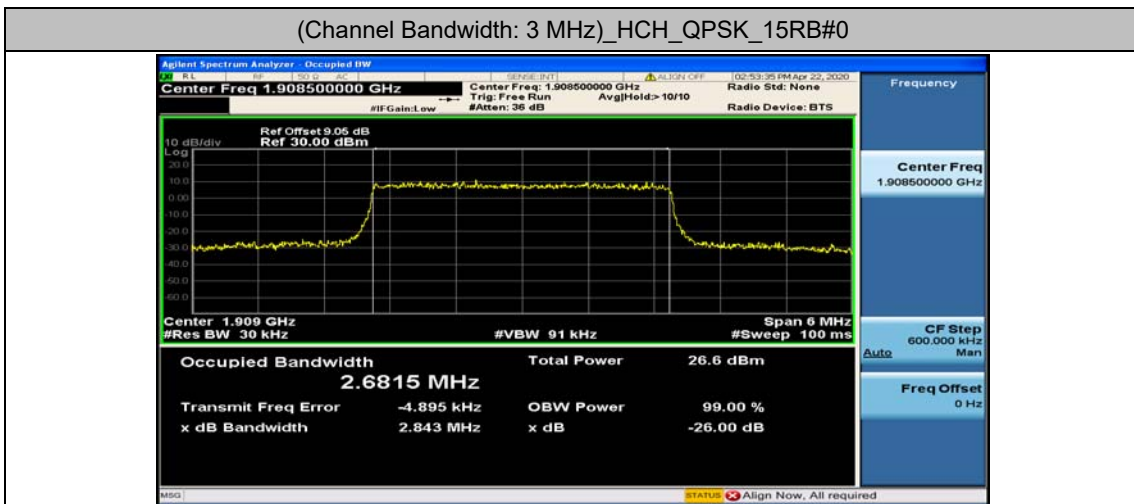 (Channel Bandwidth: 3 MHz)_HCH_QPSK_15RB#0
Agilent Spectrum Analyzer - Occupied BW
RL RF 50 Ω AC SENSE:INT ALIGN OFF 02:53:35 PM Apr 22, 2020
Center Freq 1.908500000 GHz Center Freq: 1.908500000 GHz Radio Std: None Frequency
Trig: Free Run Avg|Hold:> 10/10
#IFGain:Low #Atten: 36 dB Radio Device: BTS
Ref Offset 9.05 dB
10 dB/div Ref 30.00 dBm
Log
20.0
10.0
0.00
-10.0
-20.0
-30.0
-40.0
-50.0
-60.0
Center Freq
1.908500000 GHz
Center 1.909 GHz Span 6 MHz
#Res BW 30 kHz #VBW 91 kHz #Sweep 100 ms
CF Step
600.000 kHz
Auto Man
Occupied Bandwidth Total Power 26.6 dBm
2.6815 MHz
Freq Offset
0 Hz
Transmit Freq Error -4.895 kHz OBW Power 99.00 %
x dB Bandwidth 2.843 MHz x dB -26.00 dB
MSG STATUS Align Now, All required